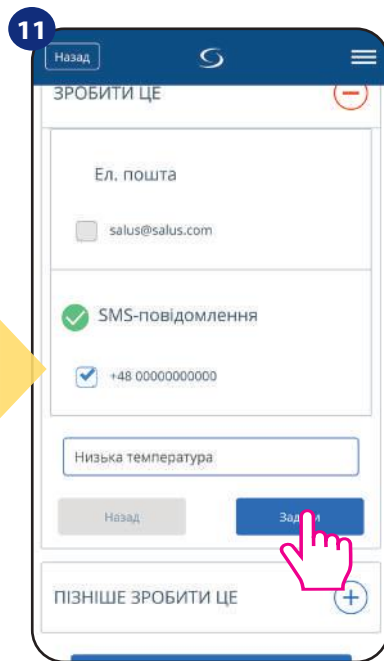 11
Назад
ЗРОБИТИ ЦЕ
Ел. пошта
salus@salus.com
SMS-повідомлення
+48 00000000000
Низька температура
Назад
ПІЗНІШЕ ЗРОБИТИ ЦЕ